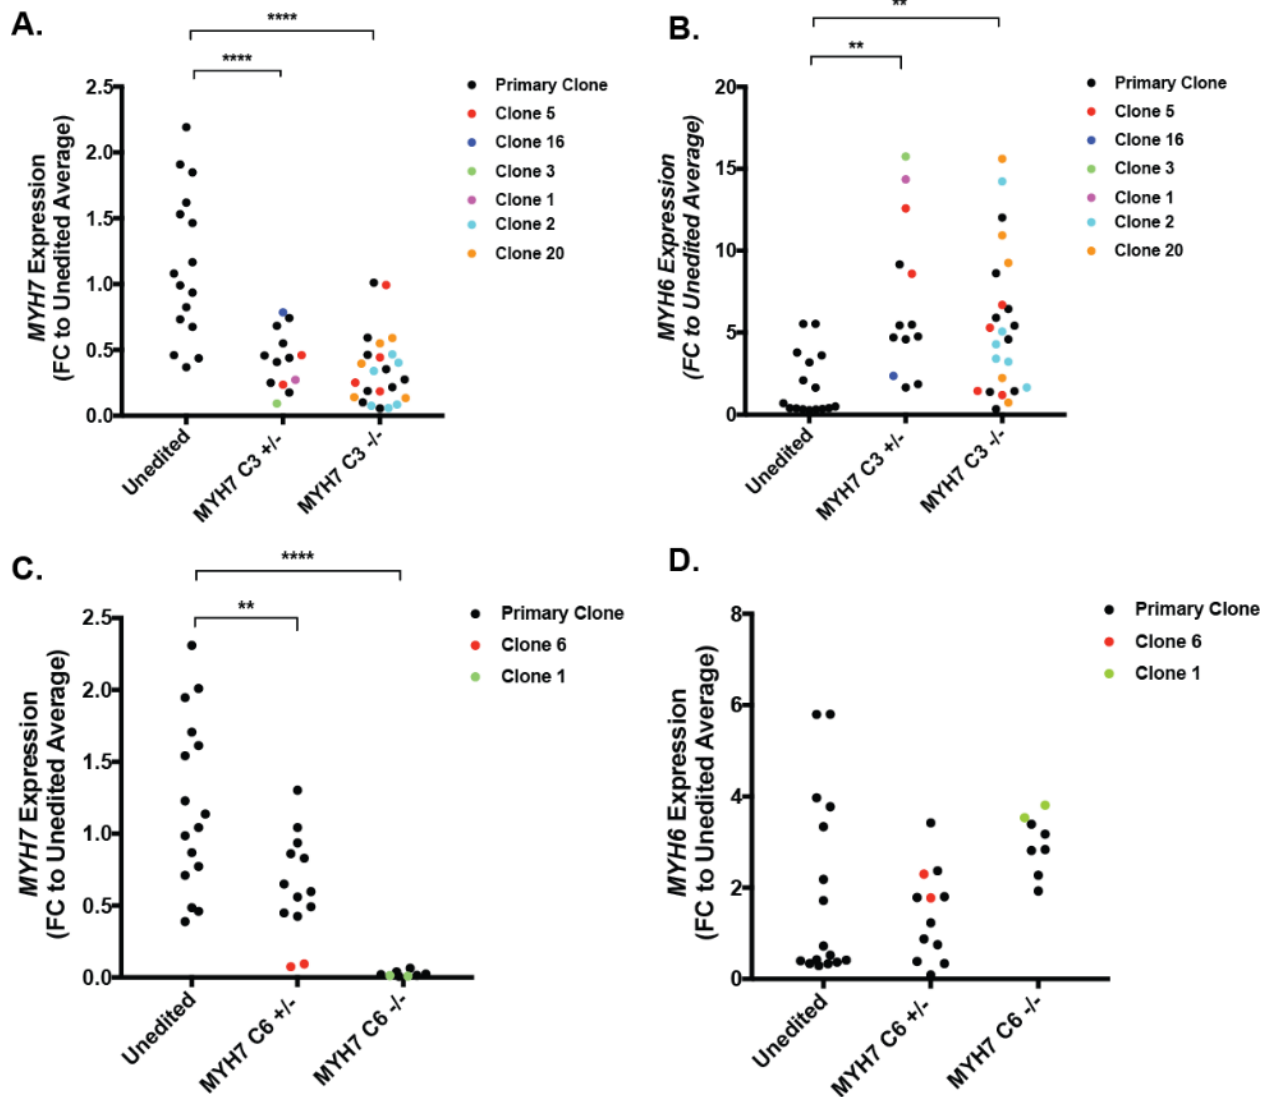 A.
****
****
MYH7 Expression
(FC to Unedited Average)
2.5
2.0
1.5
1.0
0.5
0.0
Unedited
MYH7 C3 +/-
MYH7 C3 -/-
Primary Clone
Clone 5
Clone 16
Clone 3
Clone 1
Clone 2
Clone 20
B.
**
**
MYH6 Expression
(FC to Unedited Average)
20
15
10
5
0
Unedited
MYH7 C3 +/-
MYH7 C3 -/-
Primary Clone
Clone 5
Clone 16
Clone 3
Clone 1
Clone 2
Clone 20
C.
****
**
MYH7 Expression
(FC to Unedited Average)
2.5
2.0
1.5
1.0
0.5
0.0
Unedited
MYH7 C6 +/-
MYH7 C6 -/-
Primary Clone
Clone 6
Clone 1
D.
MYH6 Expression
(FC to Unedited Average)
8
6
4
2
0
Unedited
MYH7 C6 +/-
MYH7 C6 -/-
Primary Clone
Clone 6
Clone 1